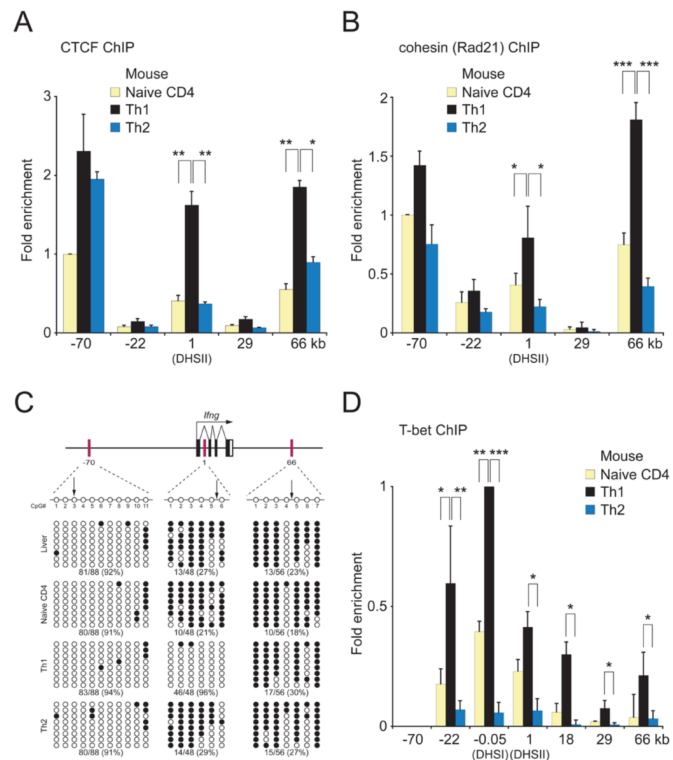 A
CTCF ChIP
Mouse
Naive CD4
Th1
Th2
Fold enrichment
3
2
1
0
** **
** *
-70 -22 1 29 66 kb
(DHSII)
B
cohesin (Rad21) ChIP
Mouse
Naive CD4
Th1
Th2
Fold enrichment
2
1.5
1
0.5
0
* *
*** ***
-70 -22 1 29 66 kb
(DHSII)
C
Ifng
-70 1 66
CpG#
1 2 3 4 5 6 7 8 9 10 11
1 2 3 4 5 6
1 2 3 4 5 6 7
Liver
81/88 (92%) 13/48 (27%) 13/56 (23%)
Naive CD4
80/88 (91%) 10/48 (21%) 10/56 (18%)
Th1
83/88 (94%) 46/48 (96%) 17/56 (30%)
Th2
80/88 (91%) 14/48 (29%) 15/56 (27%)
D
T-bet ChIP
Mouse
Naive CD4
Th1
Th2
Fold enrichment
1
0.5
0
* **
** ***
*
*
*
*
-70 -22 -0.05 1 18 29 66 kb
(DHSI)(DHSII)